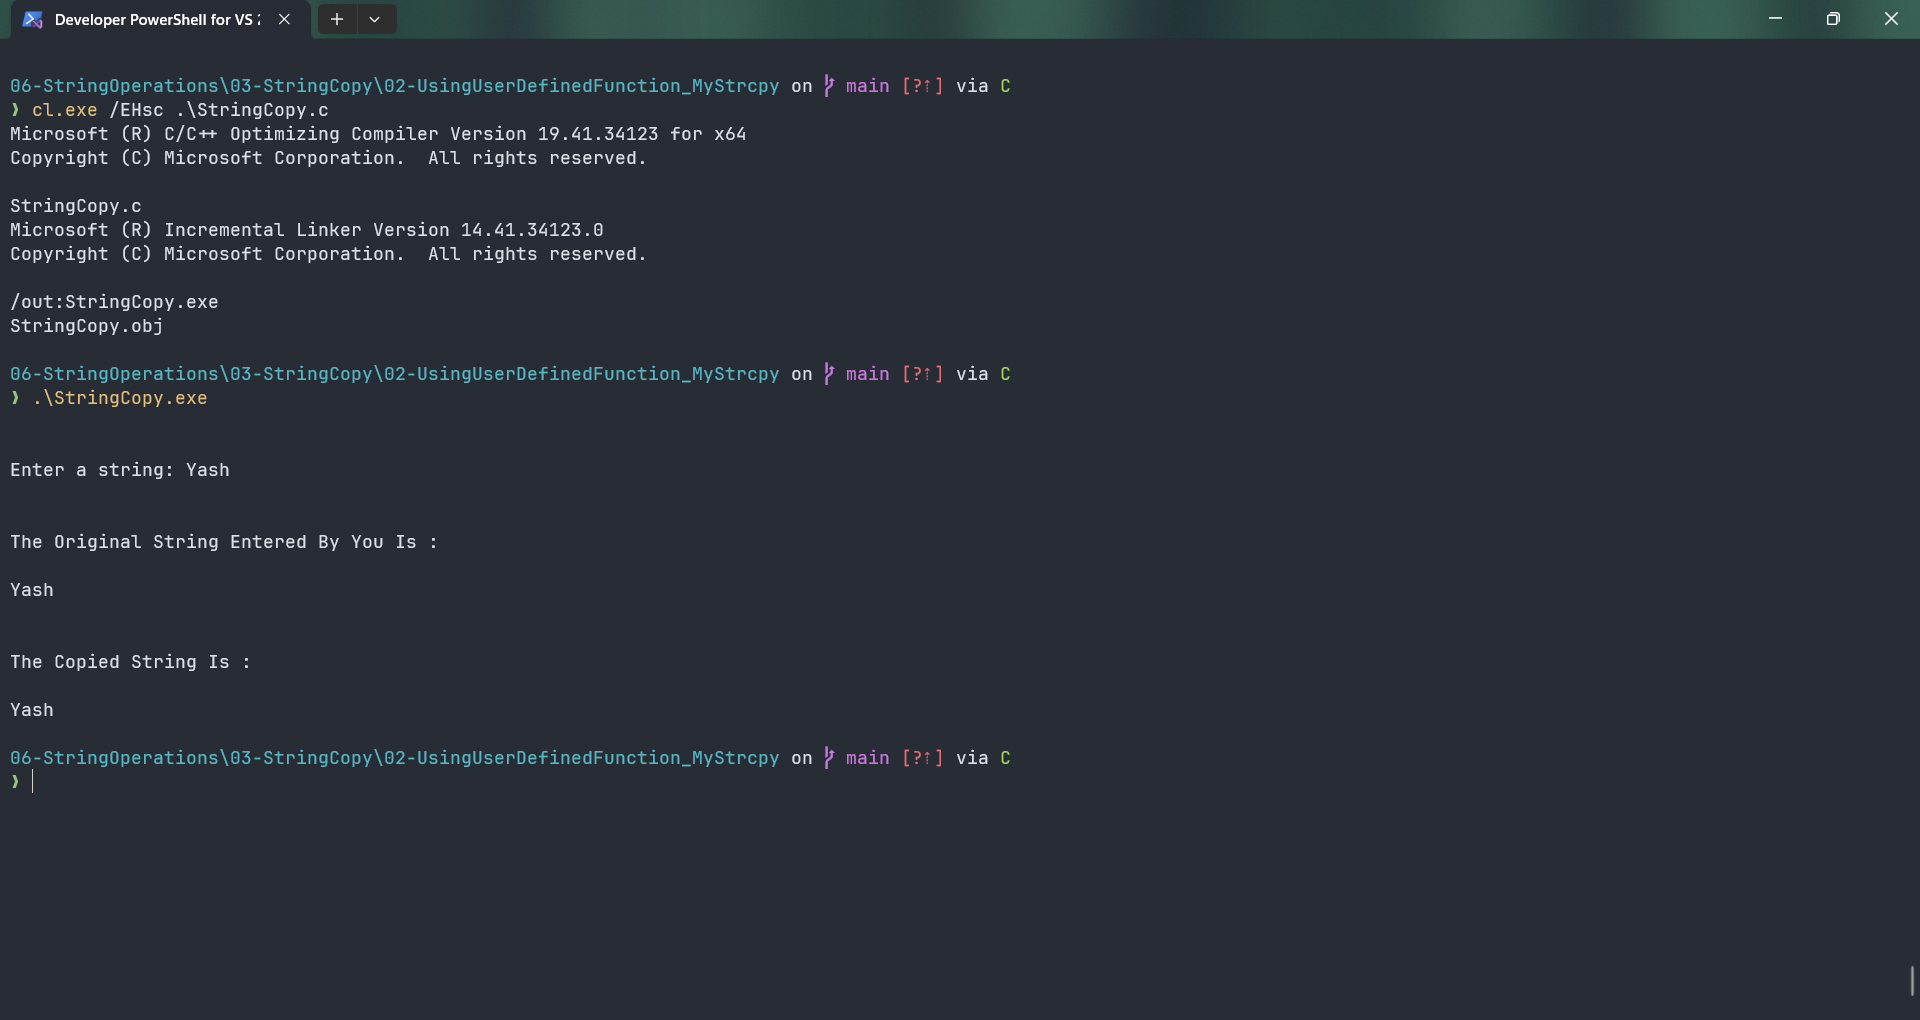 Developer PowerShell for VS
06-StringOperations\03-StringCopy\02-UsingUserDefinedFunction_MyStrcpy on main [?⇡] via C
❯ cl.exe /EHsc .\StringCopy.c
Microsoft (R) C/C++ Optimizing Compiler Version 19.41.34123 for x64
Copyright (C) Microsoft Corporation.  All rights reserved.
StringCopy.c
Microsoft (R) Incremental Linker Version 14.41.34123.0
Copyright (C) Microsoft Corporation.  All rights reserved.
/out:StringCopy.exe
StringCopy.obj
06-StringOperations\03-StringCopy\02-UsingUserDefinedFunction_MyStrcpy on main [?⇡] via C
❯ .\StringCopy.exe
Enter a string: Yash
The Original String Entered By You Is :
Yash
The Copied String Is :
Yash
06-StringOperations\03-StringCopy\02-UsingUserDefinedFunction_MyStrcpy on main [?⇡] via C
❯